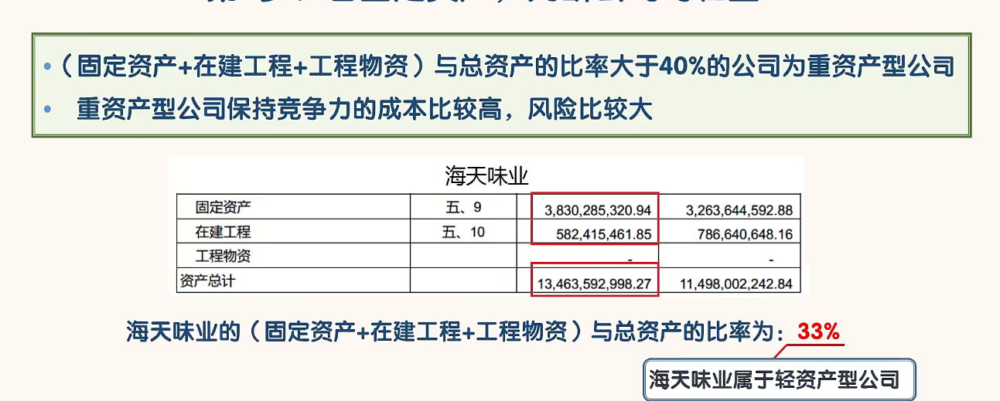 •（固定资产+在建工程+工程物资）与总资产的比率大于40%的公司为重资产型公司
• 重资产型公司保持竞争力的成本比较高，风险比较大
海天味业
固定资产 五、9 3,830,285,320.94 3,263,644,592.88
在建工程 五、10 582,415,461.85 786,640,648.16
工程物资 - -
资产总计 13,463,592,998.27 11,498,002,242.84
海天味业的（固定资产+在建工程+工程物资）与总资产的比率为：33%
海天味业属于轻资产型公司